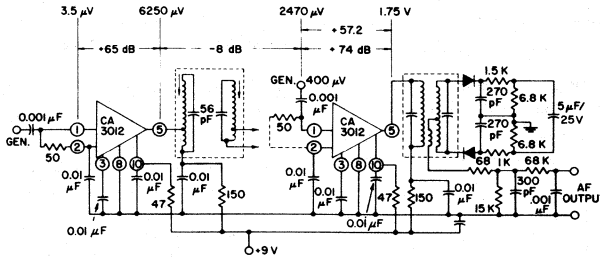 3.5 μV 6250 μV 2470 μV 1.75 V
+57.2
+65 dB -8 dB +74 dB
GEN. 400 μV
0.001 μF
0.001 μF
GEN.
50
1
2
CA 3012
5
3 8 10
56 pF
50
1
2
CA 3012
5
3 8 10
1.5 K
270 pF
270 pF
6.8 K
6.8 K
5 μF/ 25V
1K
68
68 K
300 pF
15 K
.001 μF
AF OUTPUT
0.01 μF
0.01 μF
0.01 μF
47
0.01 μF
150
0.01 μF
0.01 μF
0.01 μF
47
150
0.01 μF
+9 V